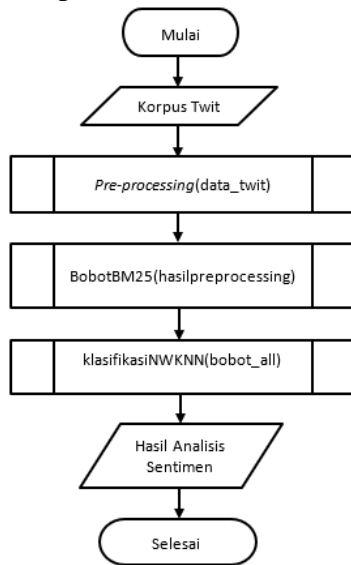 Mulai
Korpus Twit
Pre-processing(data_twit)
BobotBM25(hasilpreprocessing)
klasifikasiNWKNN(bobot_all)
Hasil Analisis
Sentimen
Selesai